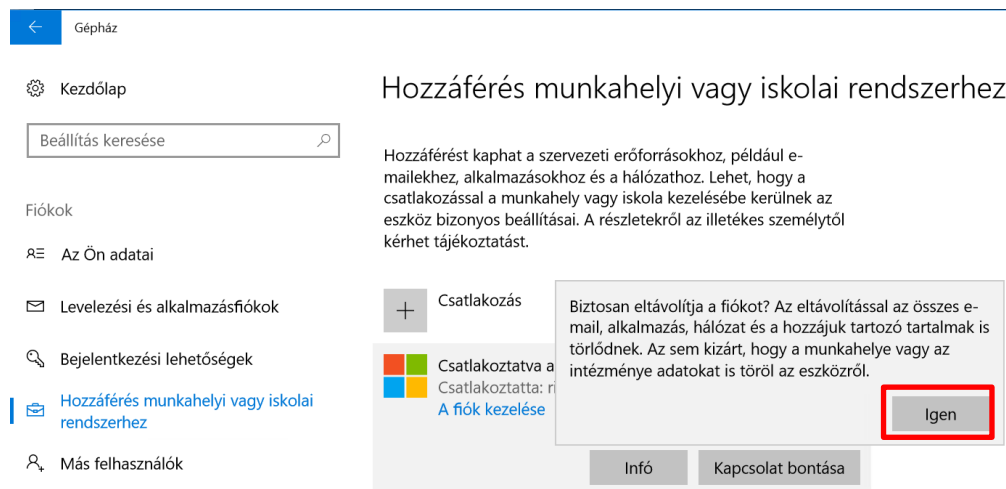 Gépház
Kezdőlap
Beállítás keresése
Fiókok
Az Ön adatai
Levelezési és alkalmazásfiókok
Bejelentkezési lehetőségek
Hozzáférés munkahelyi vagy iskolai
rendszerhez
Más felhasználók
Hozzáférés munkahelyi vagy iskolai rendszerhez
Hozzáférést kaphat a szervezeti erőforrásokhoz, például e-
mailekhez, alkalmazásokhoz és a hálózathoz. Lehet, hogy a
csatlakozással a munkahely vagy iskola kezelésébe kerülnek az
eszköz bizonyos beállításai. A részletekről az illetékes személytől
kérhet tájékoztatást.
Csatlakozás
Csatlakoztatva a
Csatlakoztatta:
A fiók kezelése
Biztosan eltávolítja a fiókot? Az eltávolítással az összes e-
mail, alkalmazás, hálózat és a hozzájuk tartozó tartalmak is
törlődnek. Az sem kizárt, hogy a munkahelye vagy az
intézménye adatokat is töröl az eszközről.
Igen
Infó
Kapcsolat bontása